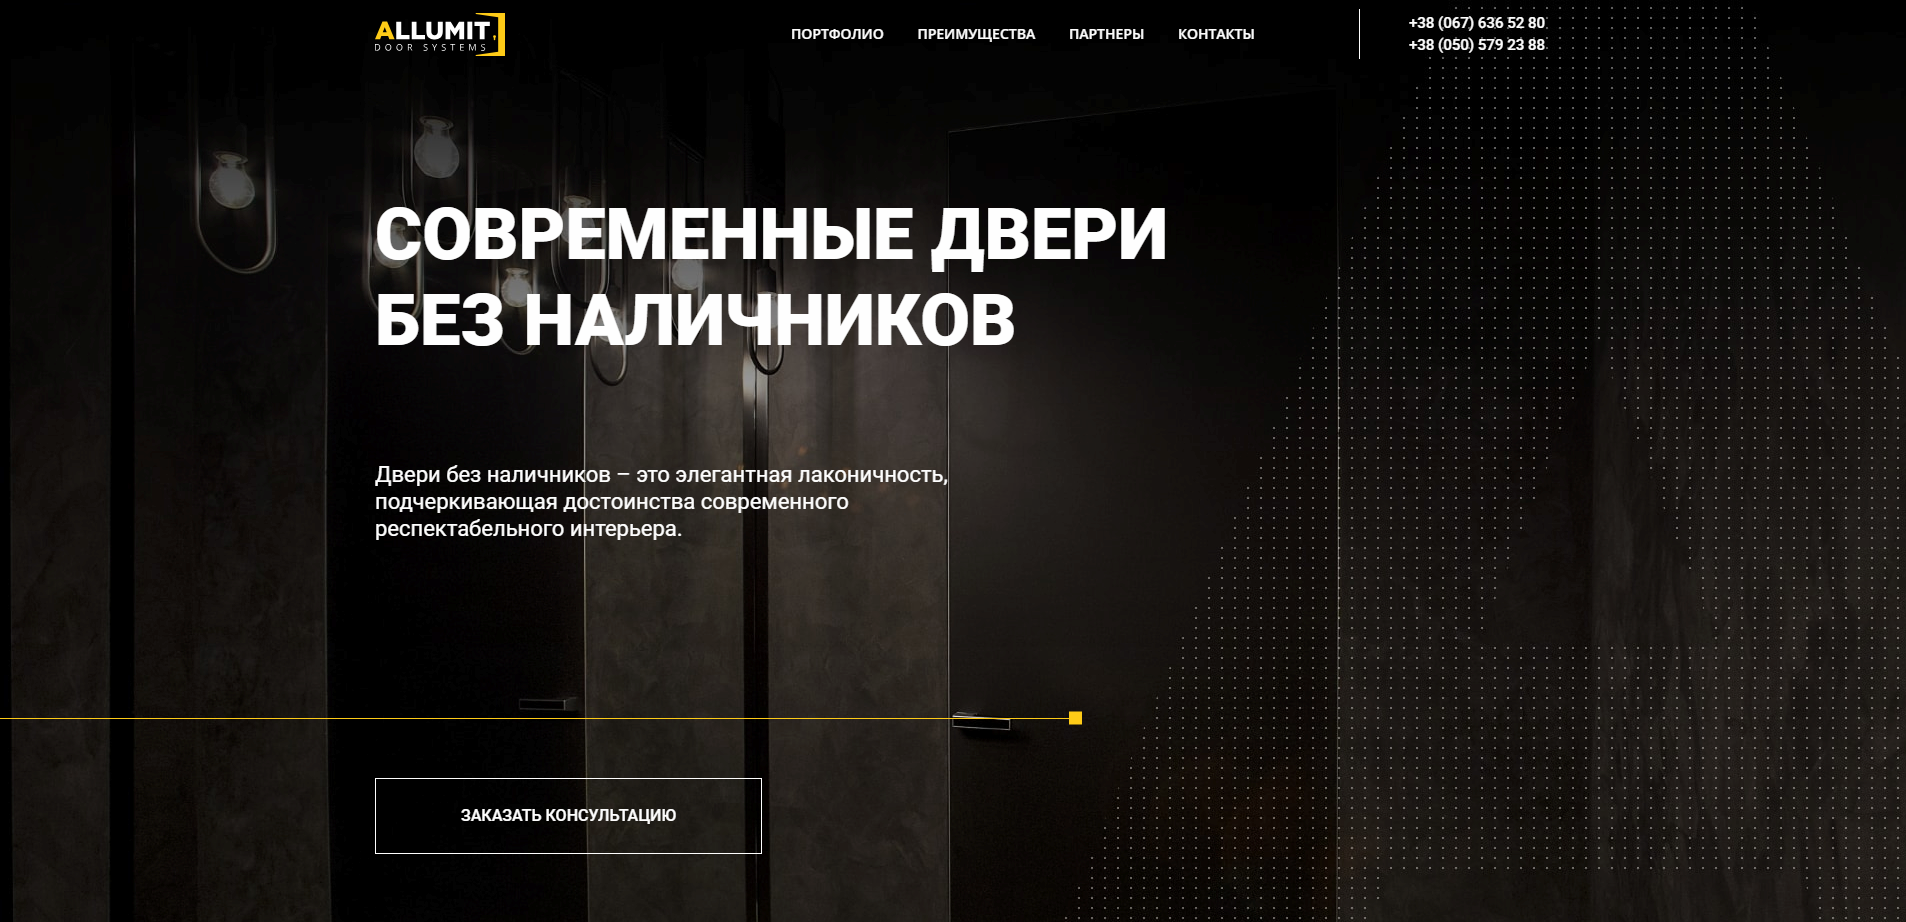 ALLUMIT
DOOR SYSTEMS
ПОРТФОЛИО ПРЕИМУЩЕСТВА ПАРТНЕРЫ КОНТАКТЫ
+38 (067) 636 52 80
+38 (050) 579 23 88
СОВРЕМЕННЫЕ ДВЕРИ
БЕЗ НАЛИЧНИКОВ
Двери без наличников – это элегантная лаконичность,
подчеркивающая достоинства современного
респектабельного интерьера.
ЗАКАЗАТЬ КОНСУЛЬТАЦИЮ